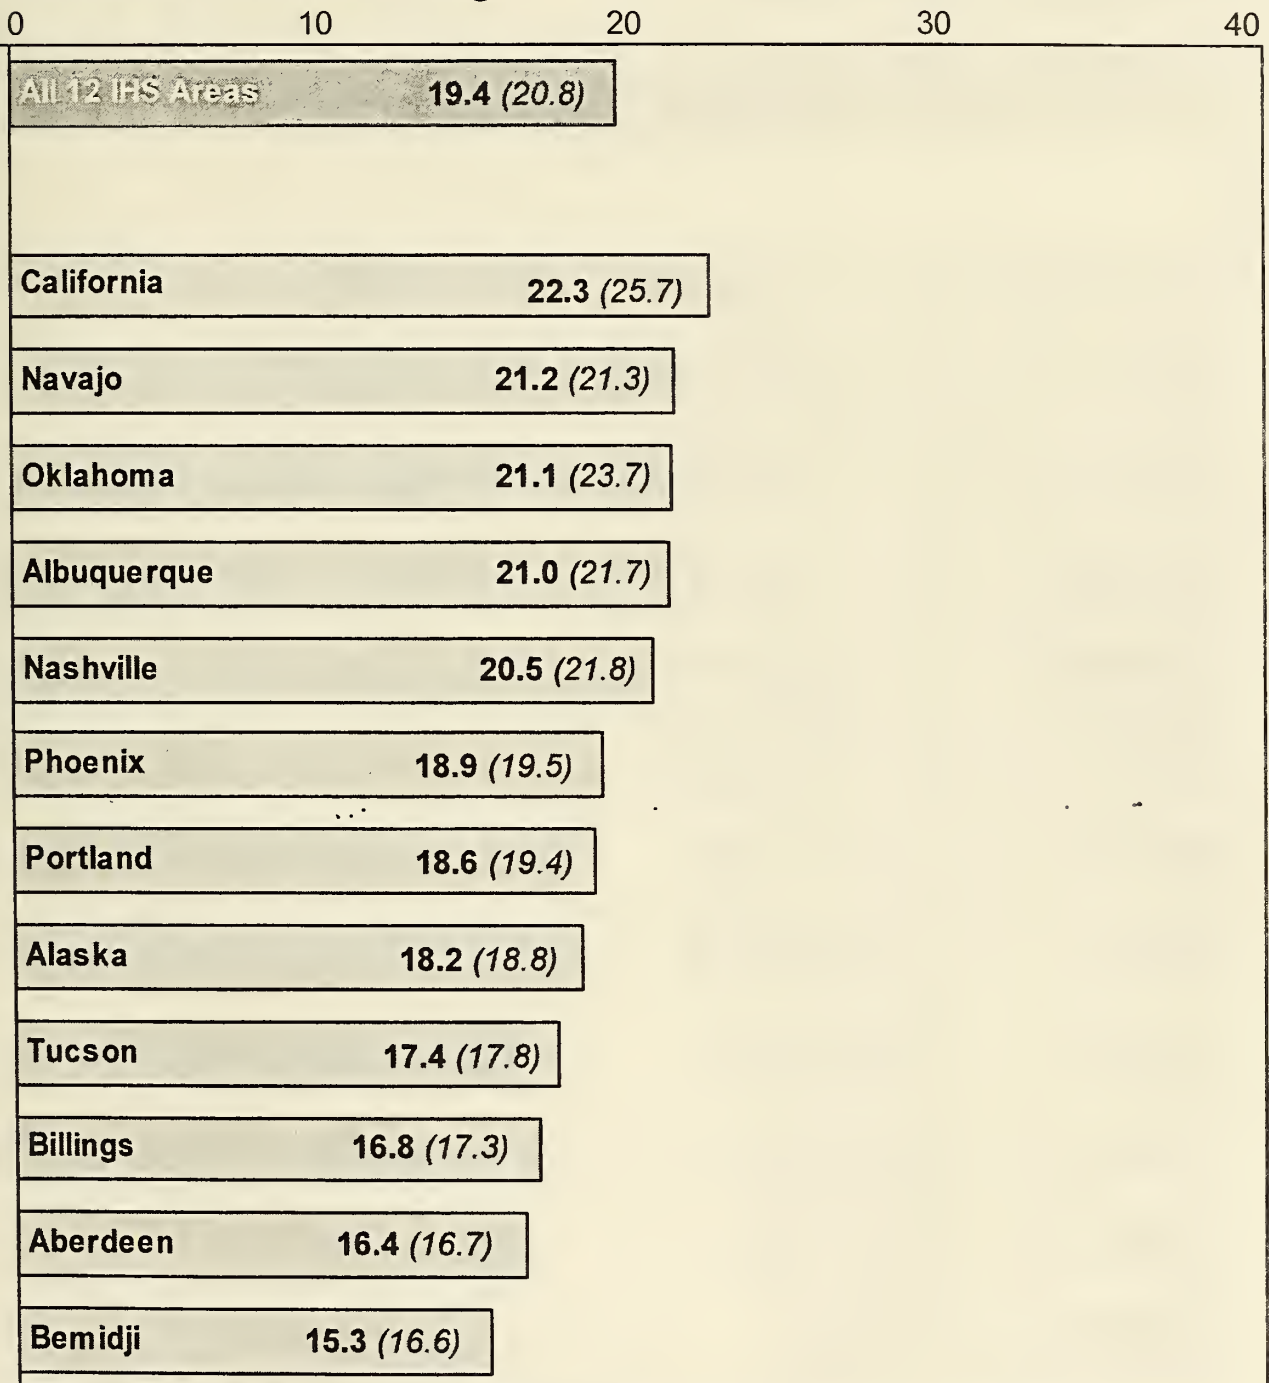 0 10 20 30 40
All 12 IHS Areas 19.4 (20.8)
California 22.3 (25.7)
Navajo 21.2 (21.3)
Oklahoma 21.1 (23.7)
Albuquerque 21.0 (21.7)
Nashville 20.5 (21.8)
Phoenix 18.9 (19.5)
Portland 18.6 (19.4)
Alaska 18.2 (18.8)
Tucson 17.4 (17.8)
Billings 16.8 (17.3)
Aberdeen 16.4 (16.7)
Bemidji 15.3 (16.6)